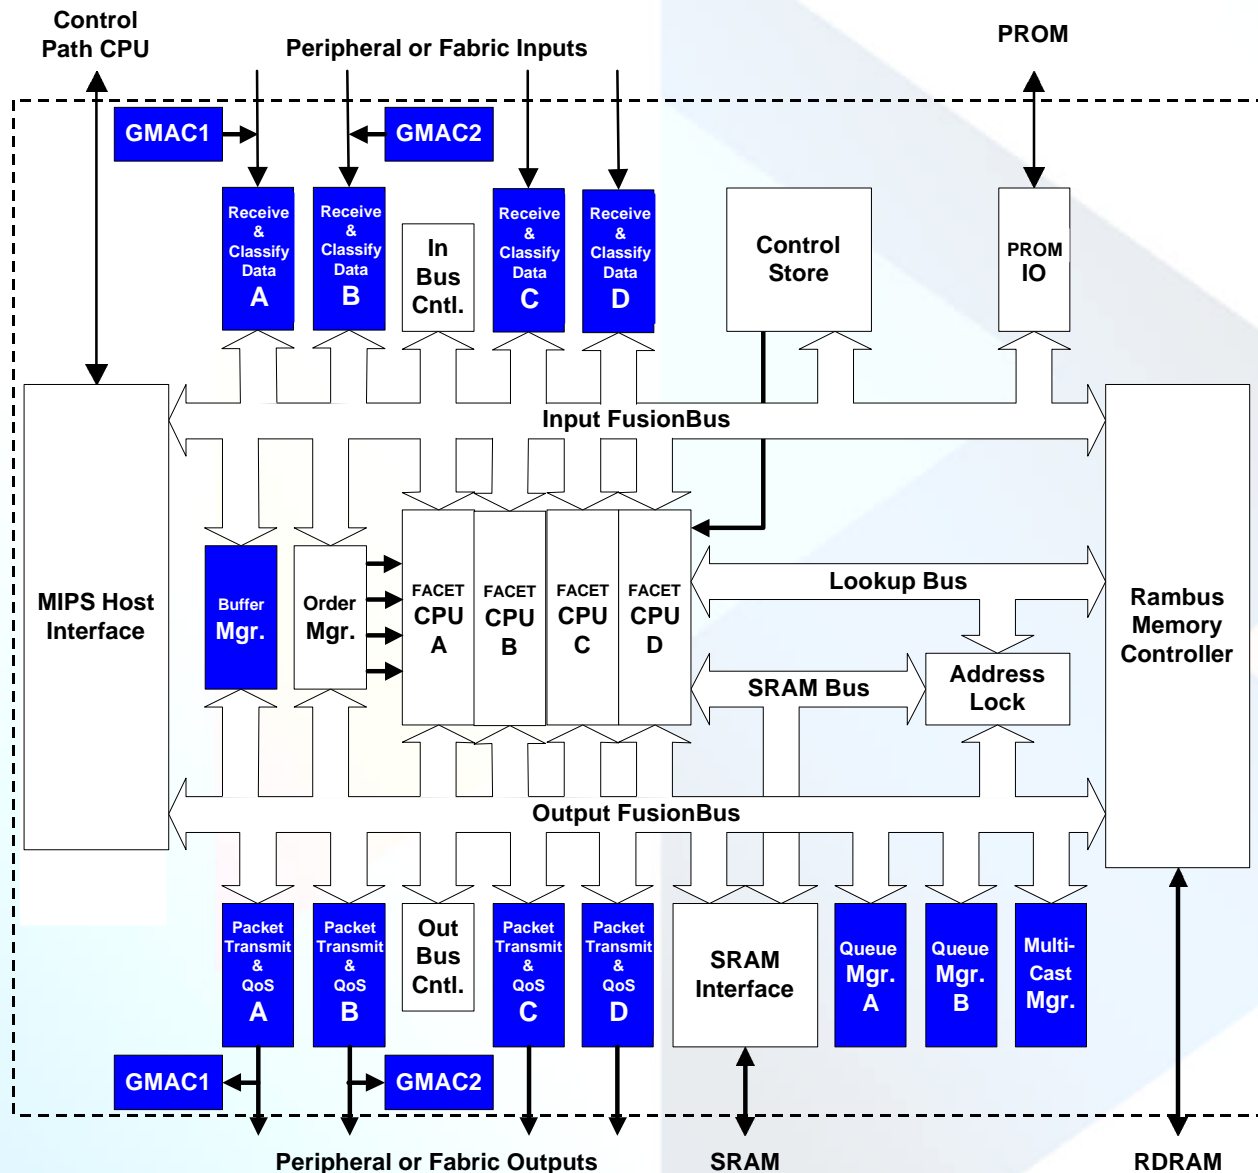 Control
Path CPU
Peripheral or Fabric Inputs
PROM
GMAC1
GMAC2
Receive
&
Classify
Data
A
Receive
&
Classify
Data
B
In
Bus
Cntl.
Receive
&
Classify
Data
C
Receive
&
Classify
Data
D
Control
Store
PROM
IO
Input FusionBus
MIPS Host
Interface
Buffer
Mgr.
Order
Mgr.
FACET
CPU
A
FACET
CPU
B
FACET
CPU
C
FACET
CPU
D
Lookup Bus
SRAM Bus
Address
Lock
Rambus
Memory
Controller
Output FusionBus
Packet
Transmit
&
QoS
A
Packet
Transmit
&
QoS
B
Out
Bus
Cntl.
Packet
Transmit
&
QoS
C
Packet
Transmit
&
QoS
D
SRAM
Interface
Queue
Mgr.
A
Queue
Mgr.
B
Multi-
Cast
Mgr.
GMAC1
GMAC2
Peripheral or Fabric Outputs
SRAM
RDRAM